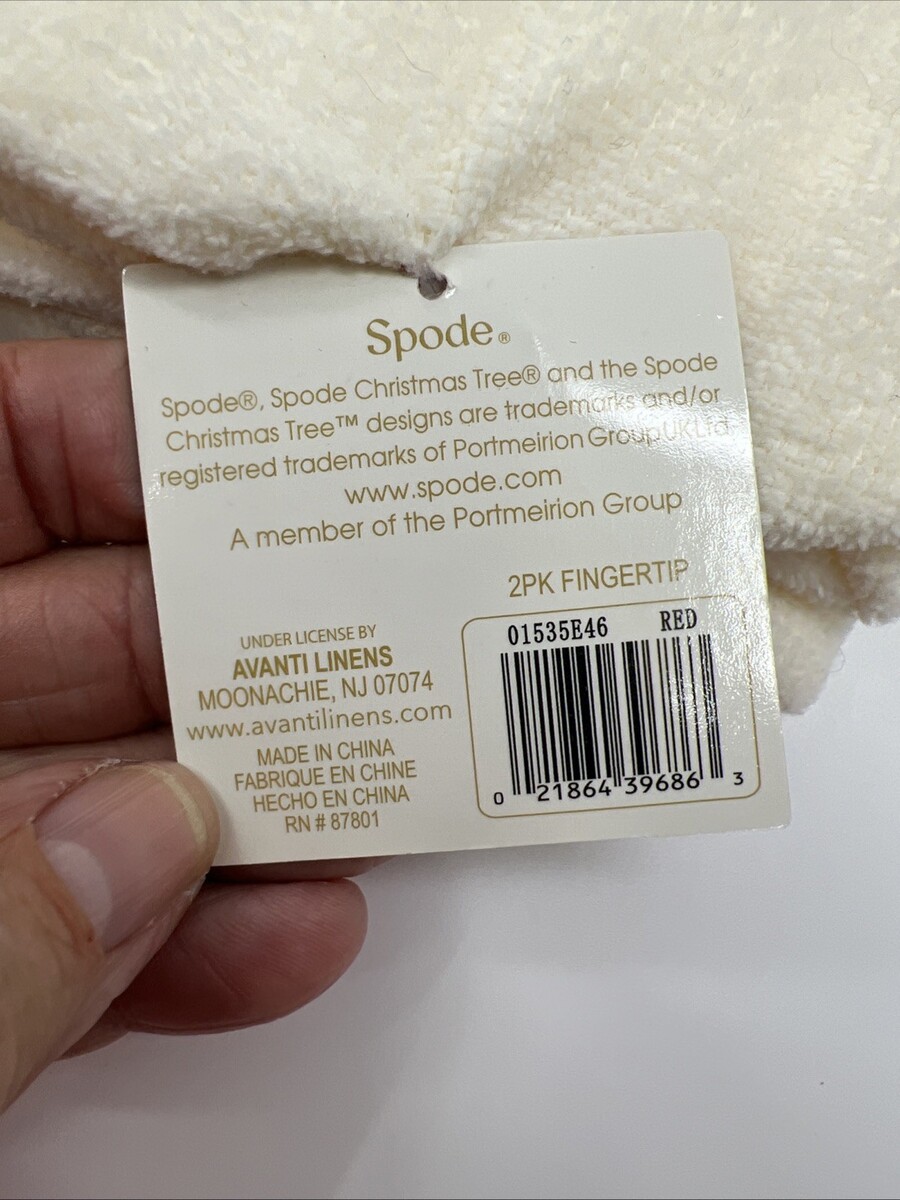 Spode®
Spode®, Spode Christmas Tree® and the Spode
Christmas Tree™ designs are trademarks and/or
registered trademarks of Portmeirion Group UK Ltd
www.spode.com
A member of the Portmeirion Group
2PK FINGERTIP
01535E46 RED
0 21864 39686 3
UNDER LICENSE BY
AVANTI LINENS
MOONACHIE, NJ 07074
www.avantilinens.com
MADE IN CHINA
FABRIQUE EN CHINE
HECHO EN CHINA
RN # 87801